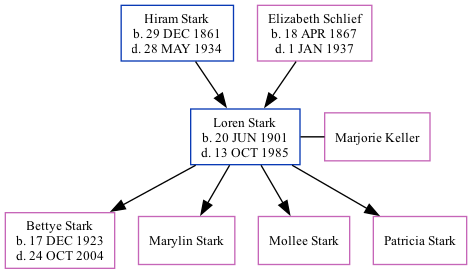 Hiram Stark
b. 29 DEC 1861
d. 28 MAY 1934
Elizabeth Schlief
b. 18 APR 1867
d. 1 JAN 1937
Loren Stark
b. 20 JUN 1901
d. 13 OCT 1985
Marjorie Keller
Bettye Stark
b. 17 DEC 1923
d. 24 OCT 2004
Marylin Stark
Mollee Stark
Patricia Stark